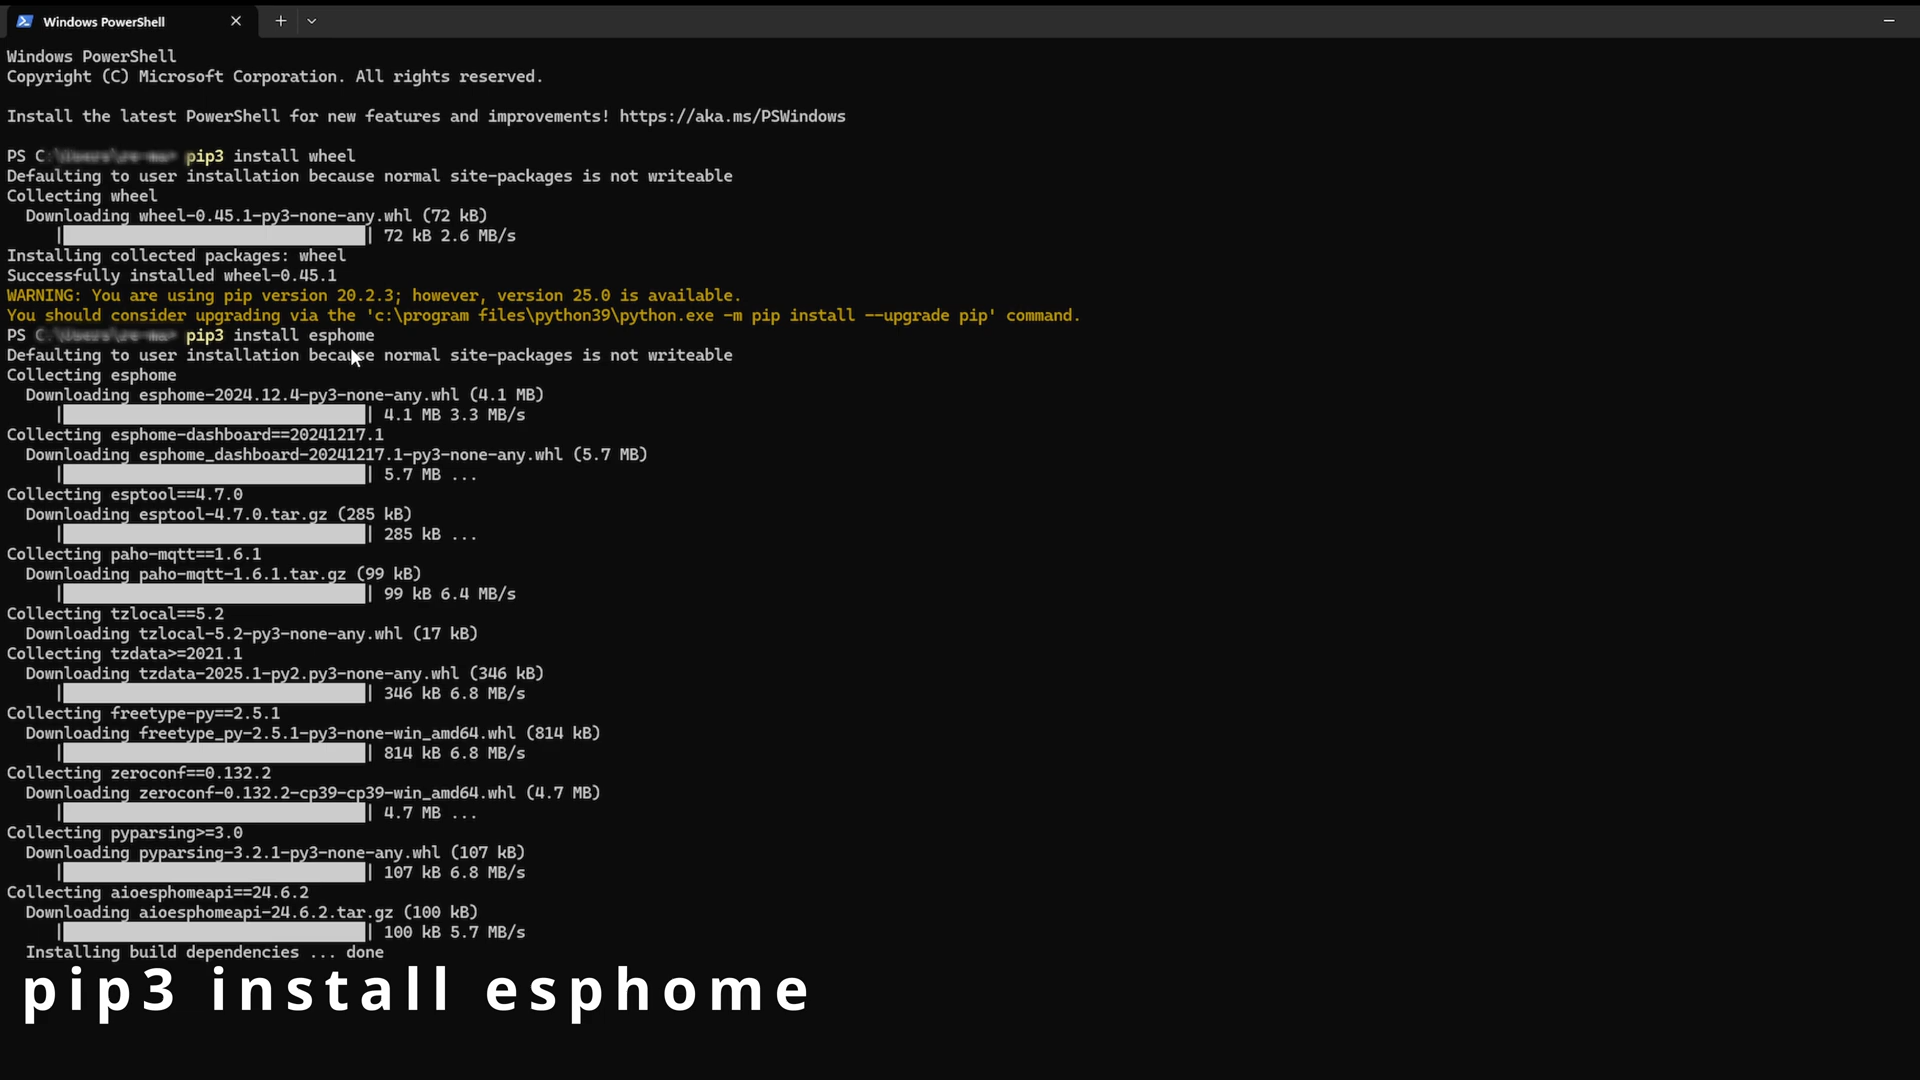 Windows PowerShell
Windows PowerShell
Copyright (C) Microsoft Corporation. All rights reserved.
Install the latest PowerShell for new features and improvements! https://aka.ms/PSWindows
PS C pip3 install wheel
Defaulting to user installation because normal site-packages is not writeable
Collecting wheel
Downloading wheel-0.45.1-py3-none-any.whl (72 kB)
| | 72 kB 2.6 MB/s
Installing collected packages: wheel
Successfully installed wheel-0.45.1
WARNING: You are using pip version 20.2.3; however, version 25.0 is available.
You should consider upgrading via the 'c:\program files\python39\python.exe -m pip install --upgrade pip' command.
PS C pip3 install esphome
Defaulting to user installation because normal site-packages is not writeable
Collecting esphome
Downloading esphome-2024.12.4-py3-none-any.whl (4.1 MB)
| | 4.1 MB 3.3 MB/s
Collecting esphome-dashboard==20241217.1
Downloading esphome_dashboard-20241217.1-py3-none-any.whl (5.7 MB)
| | 5.7 MB ...
Collecting esptool==4.7.0
Downloading esptool-4.7.0.tar.gz (285 kB)
| | 285 kB ...
Collecting paho-mqtt==1.6.1
Downloading paho-mqtt-1.6.1.tar.gz (99 kB)
| | 99 kB 6.4 MB/s
Collecting tzlocal==5.2
Downloading tzlocal-5.2-py3-none-any.whl (17 kB)
Collecting tzdata>=2021.1
Downloading tzdata-2025.1-py2.py3-none-any.whl (346 kB)
| | 346 kB 6.8 MB/s
Collecting freetype-py==2.5.1
Downloading freetype_py-2.5.1-py3-none-win_amd64.whl (814 kB)
| | 814 kB 6.8 MB/s
Collecting zeroconf==0.132.2
Downloading zeroconf-0.132.2-cp39-cp39-win_amd64.whl (4.7 MB)
| | 4.7 MB ...
Collecting pyparsing>=3.0
Downloading pyparsing-3.2.1-py3-none-any.whl (107 kB)
| | 107 kB 6.8 MB/s
Collecting aioesphomeapi==24.6.2
Downloading aioesphomeapi-24.6.2.tar.gz (100 kB)
| | 100 kB 5.7 MB/s
Installing build dependencies ... done
pip3 install esphome